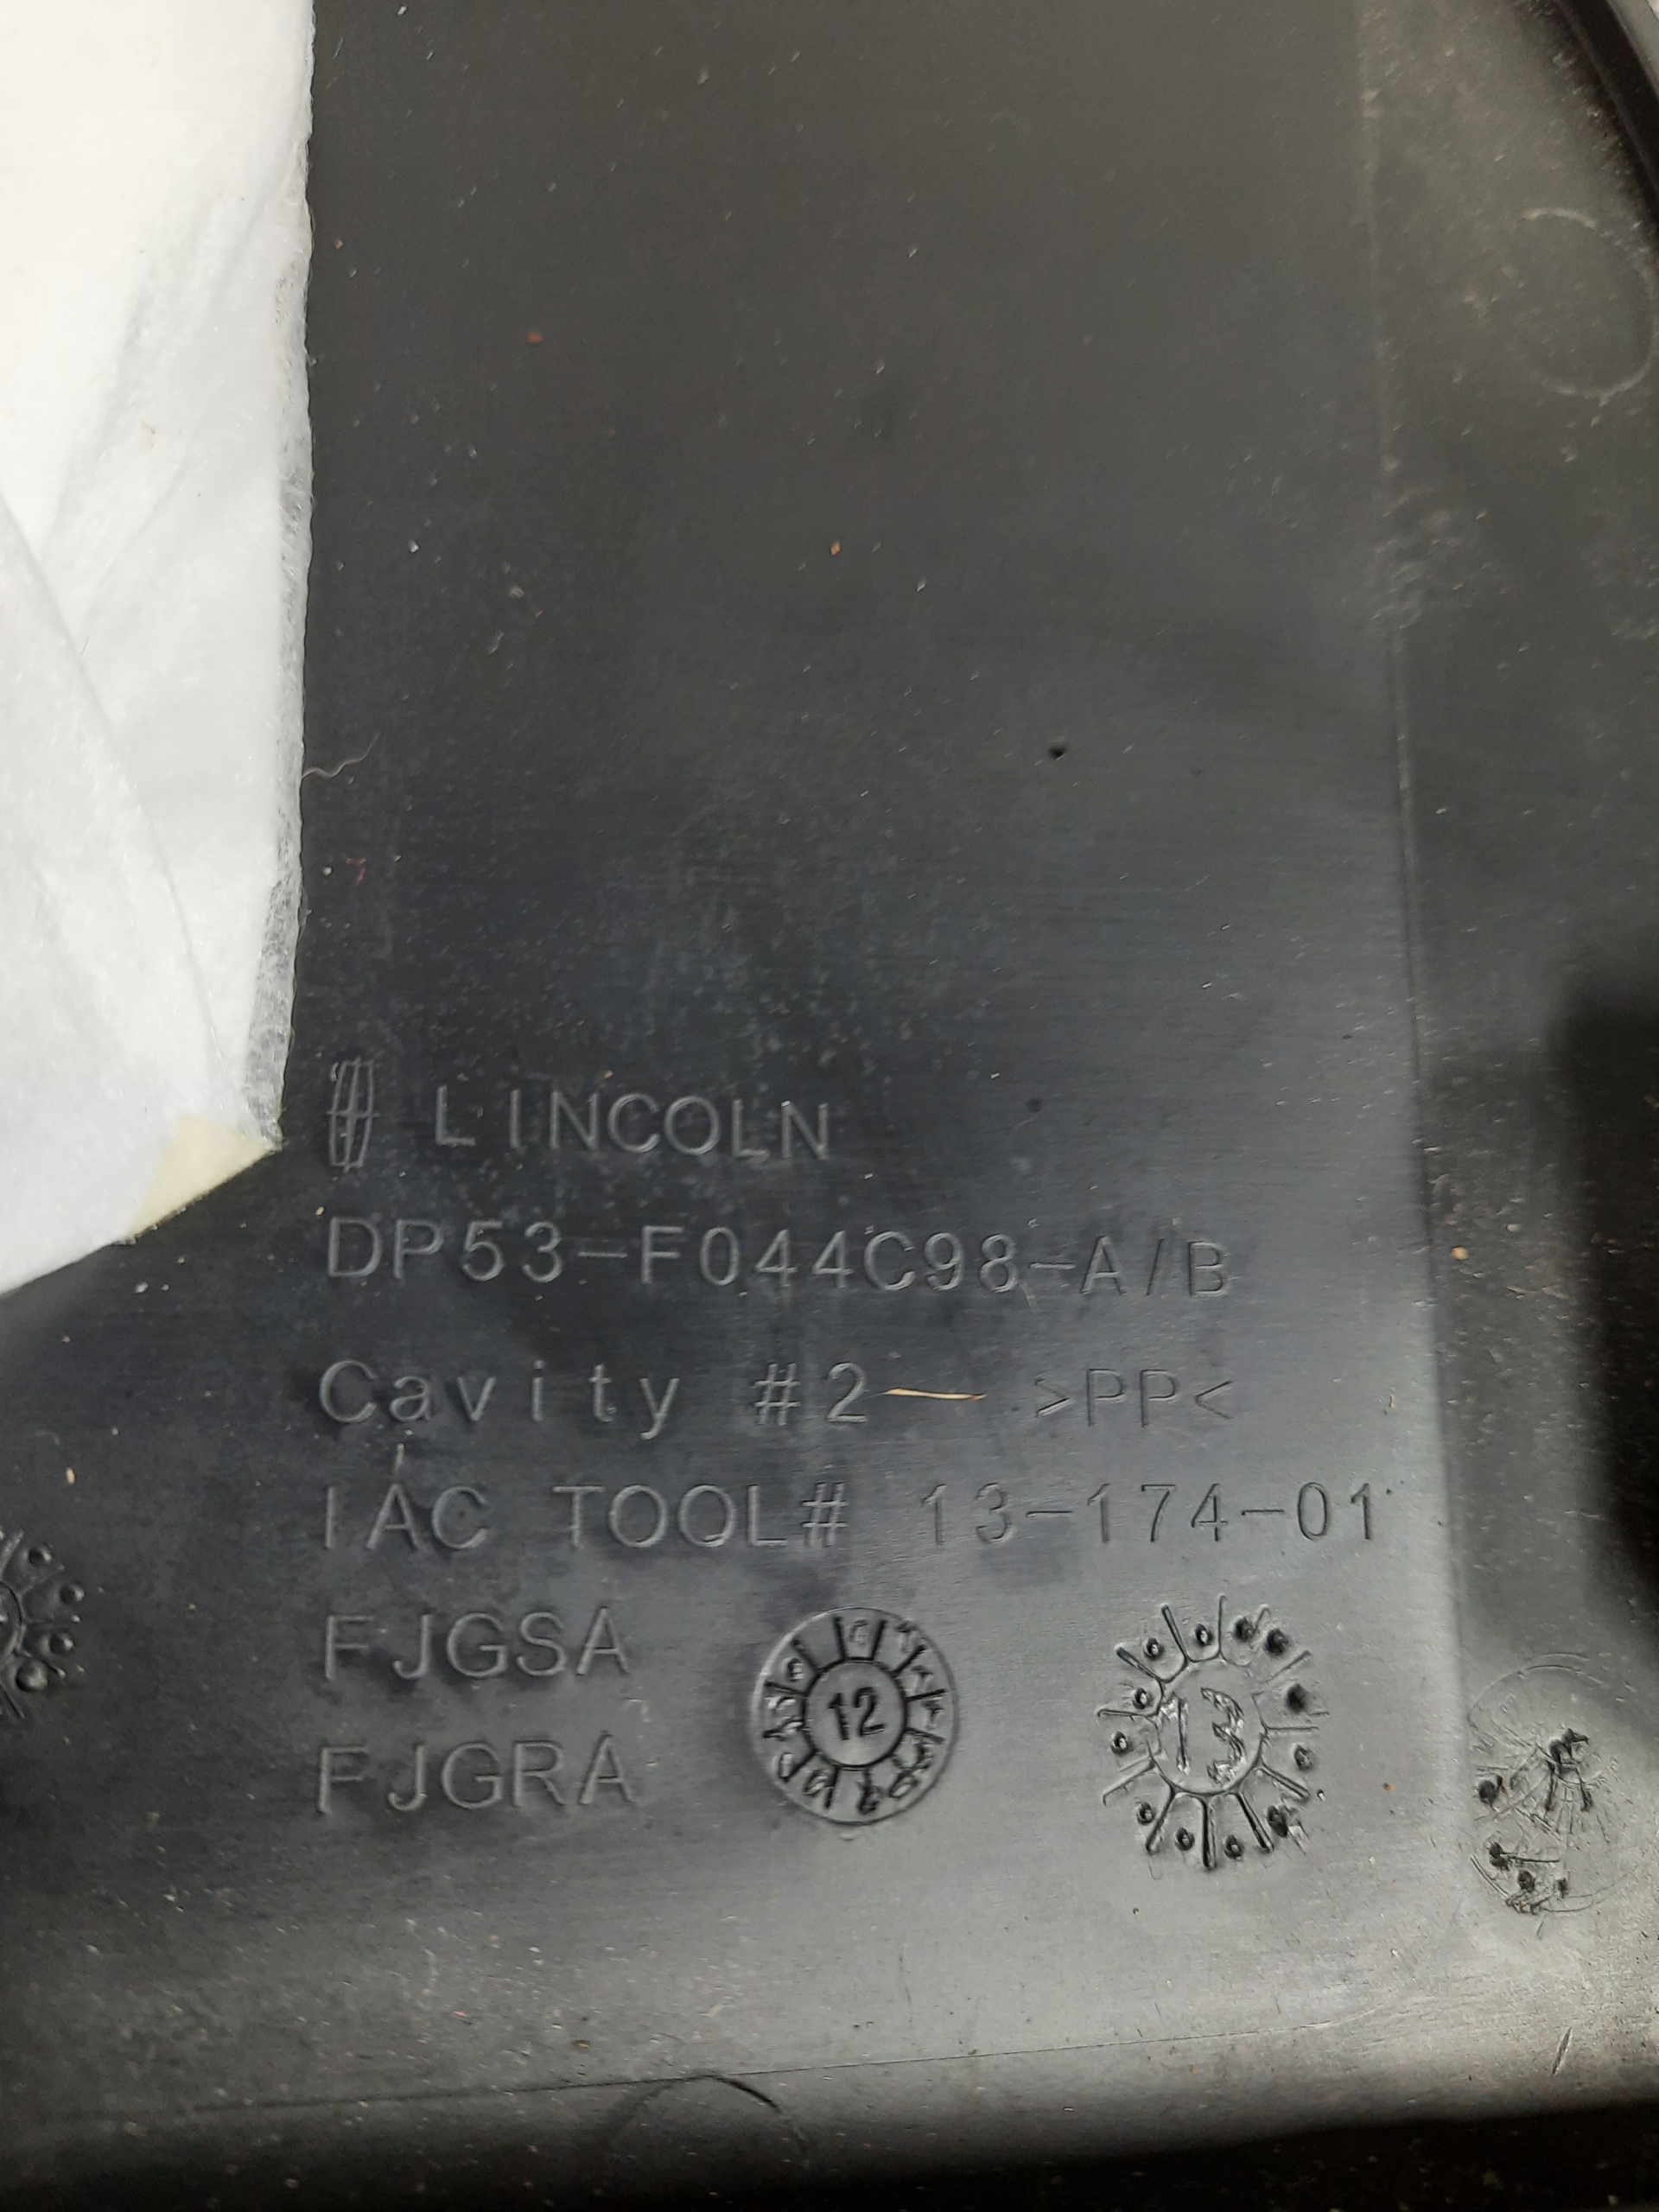 LINCOLN
DP53-F044C98-A/B
Cavity #2 >PP<
IAC TOOL# 13-174-01
FJGSA
FJGRA
12
13